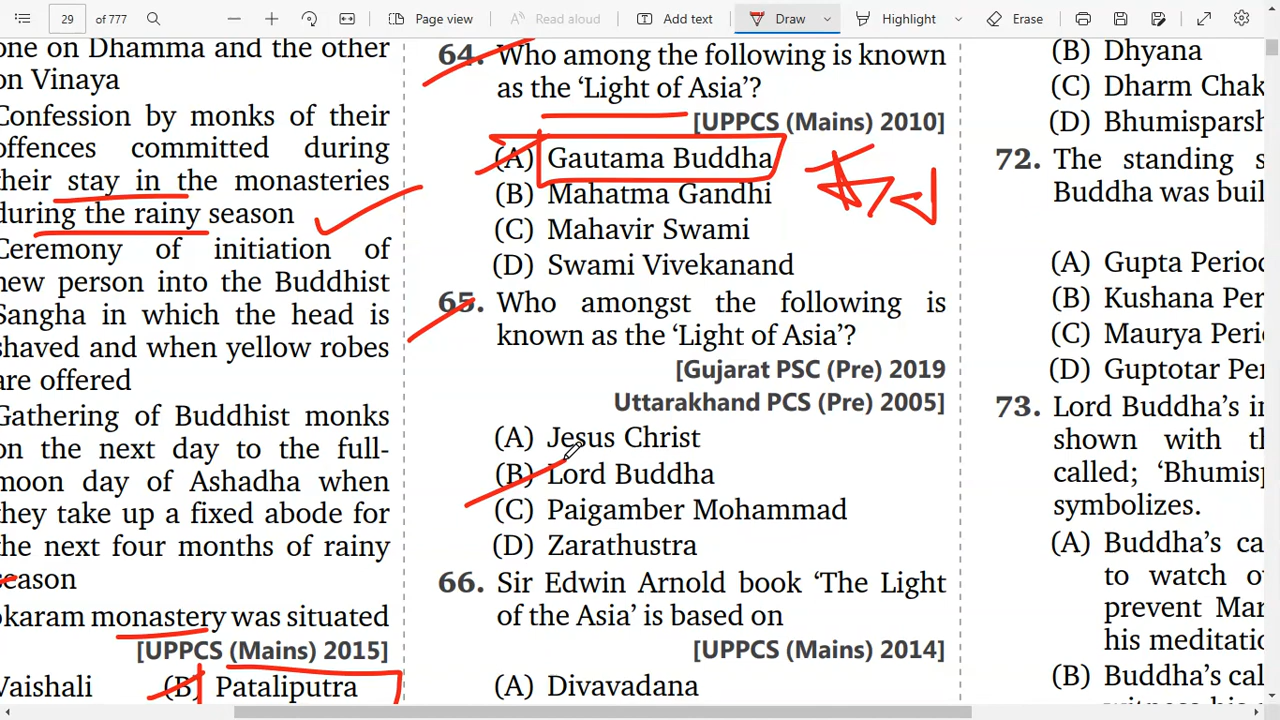 29 of 777
Page view
Read aloud
Add text
Draw
Highlight
Erase
one on Dhamma and the other
on Vinaya
Confession by monks of their
offences committed during
their stay in the monasteries
during the rainy season
Ceremony of initiation of
new person into the Buddhist
Sangha in which the head is
shaved and when yellow robes
are offered
Gathering of Buddhist monks
on the next day to the full-
moon day of Ashadha when
they take up a fixed abode for
the next four months of rainy
season
okaram monastery was situated
[UPPCS (Mains) 2015]
Vaishali (B) Pataliputra
64. Who among the following is known
as the ‘Light of Asia’?
[UPPCS (Mains) 2010]
(A) Gautama Buddha
(B) Mahatma Gandhi
(C) Mahavir Swami
(D) Swami Vivekanand
65. Who amongst the following is
known as the ‘Light of Asia’?
[Gujarat PSC (Pre) 2019
Uttarakhand PCS (Pre) 2005]
(A) Jesus Christ
(B) Lord Buddha
(C) Paigamber Mohammad
(D) Zarathustra
66. Sir Edwin Arnold book ‘The Light
of the Asia’ is based on
[UPPCS (Mains) 2014]
(A) Divavadana
(B) Dhyana
(C) Dharm Chak
(D) Bhumisparsh
72. The standing s
Buddha was buil
(A) Gupta Perioc
(B) Kushana Per
(C) Maurya Peri
(D) Guptotar Per
73. Lord Buddha’s i
shown with th
called; ‘Bhumisp
symbolizes.
(A) Buddha’s ca
to watch o
prevent Mar
his meditatio
(B) Buddha’s cal